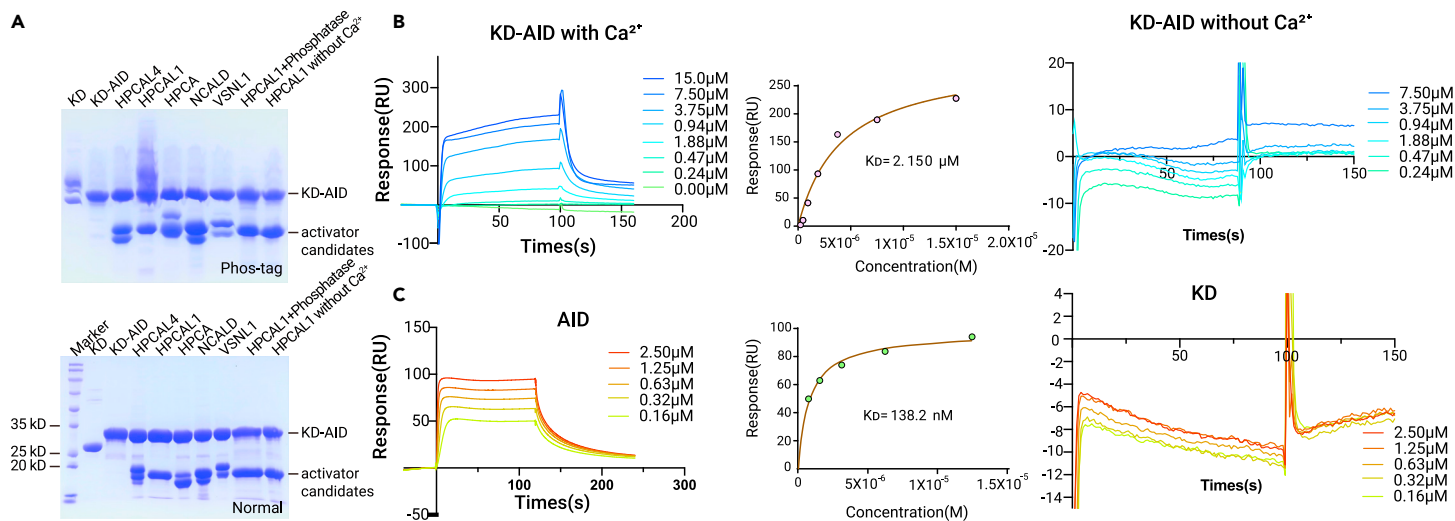 A
KD
KD-AID
HPCAL4
HPCAL1
HPCA
NCALD
VSNL1
HPCAL1+Phosphatase
HPCAL1 without Ca²⁺
KD-AID
activator
candidates
Phos-tag
Marker
KD
KD-AID
HPCAL4
HPCAL1
HPCA
NCALD
VSNL1
HPCAL1+Phosphatase
HPCAL1 without Ca²⁺
35 kD
25 kD
20 kD
KD-AID
activator
candidates
Normal
B
KD-AID with Ca²⁺
Response(RU)
300
200
100
-100
50
100
150
200
Times(s)
15.0µM
7.50µM
3.75µM
0.94µM
1.88µM
0.47µM
0.24µM
0.00µM
Response(RU)
250
200
150
100
50
0
0
5X10⁻⁶
1X10⁻⁵
1.5X10⁻⁵
2.0X10⁻⁵
Concentration(M)
KD= 2.150 µM
KD-AID without Ca²⁺
Response(RU)
20
10
0
-10
20
50
100
150
Times(s)
7.50µM
3.75µM
0.94µM
1.88µM
0.47µM
0.24µM
C
AID
Response(RU)
150
100
50
0
-50
100
200
300
Times(s)
2.50µM
1.25µM
0.63µM
0.32µM
0.16µM
Response(RU)
100
80
60
40
20
0
0
5X10⁻⁶
1X10⁻⁵
1.5X10⁻⁵
Concentration(M)
KD= 138.2 nM
KD
Response(RU)
4
2
0
-2
-4
-6
-8
-10
-12
-14
50
100
150
Times(s)
2.50µM
1.25µM
0.63µM
0.32µM
0.16µM